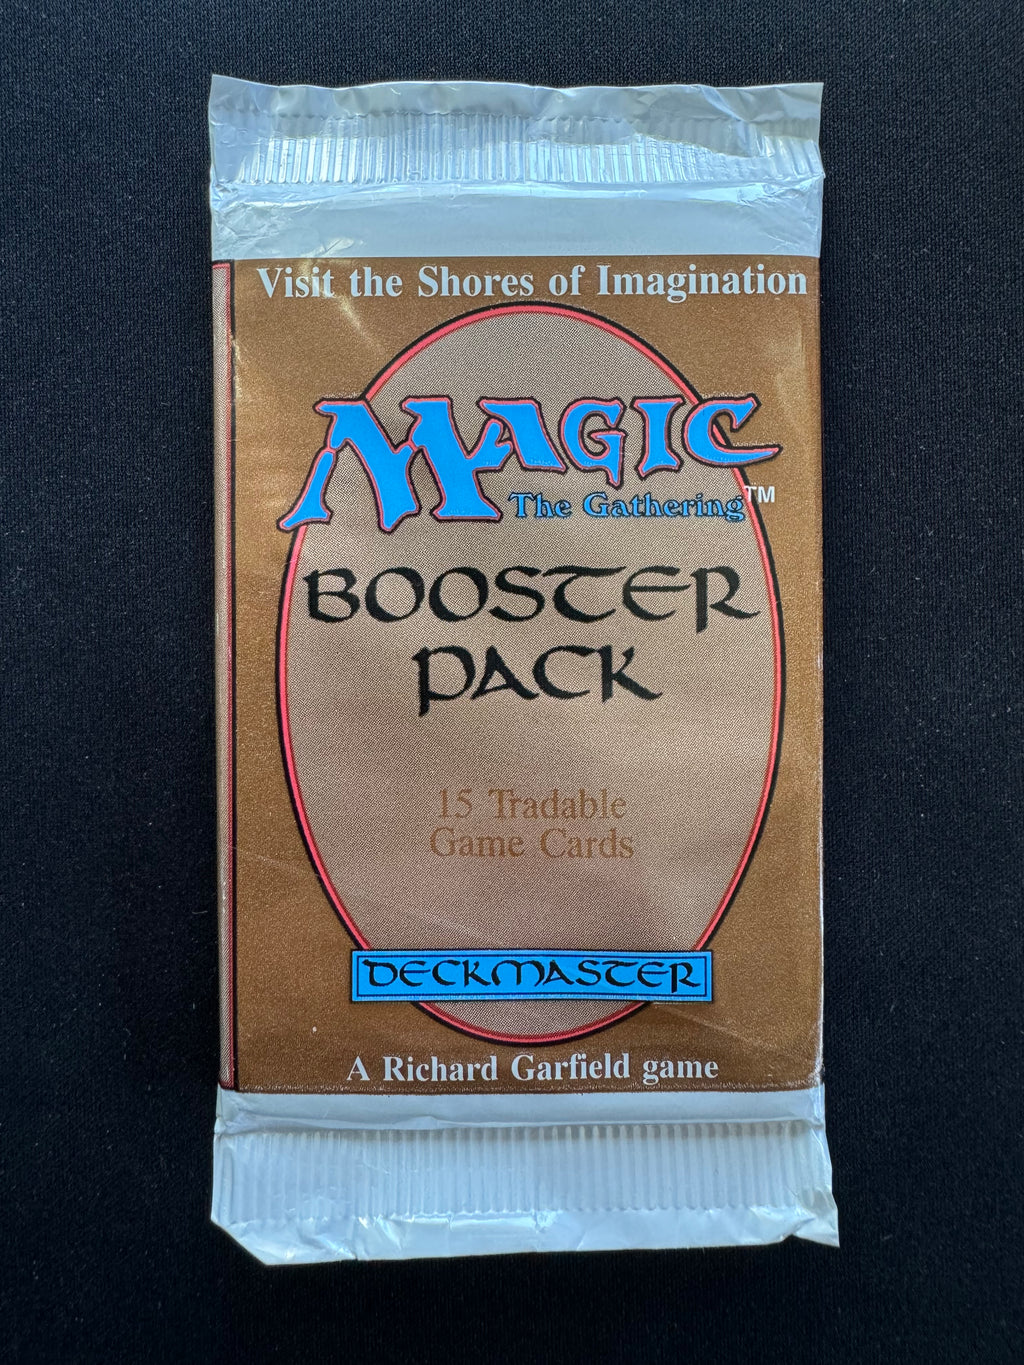 Visit the Shores of Imagination
MAGIC
The Gathering™
BOOSTER
PACK
15 Tradable
Game Cards
DECKMASTER
A Richard Garfield game